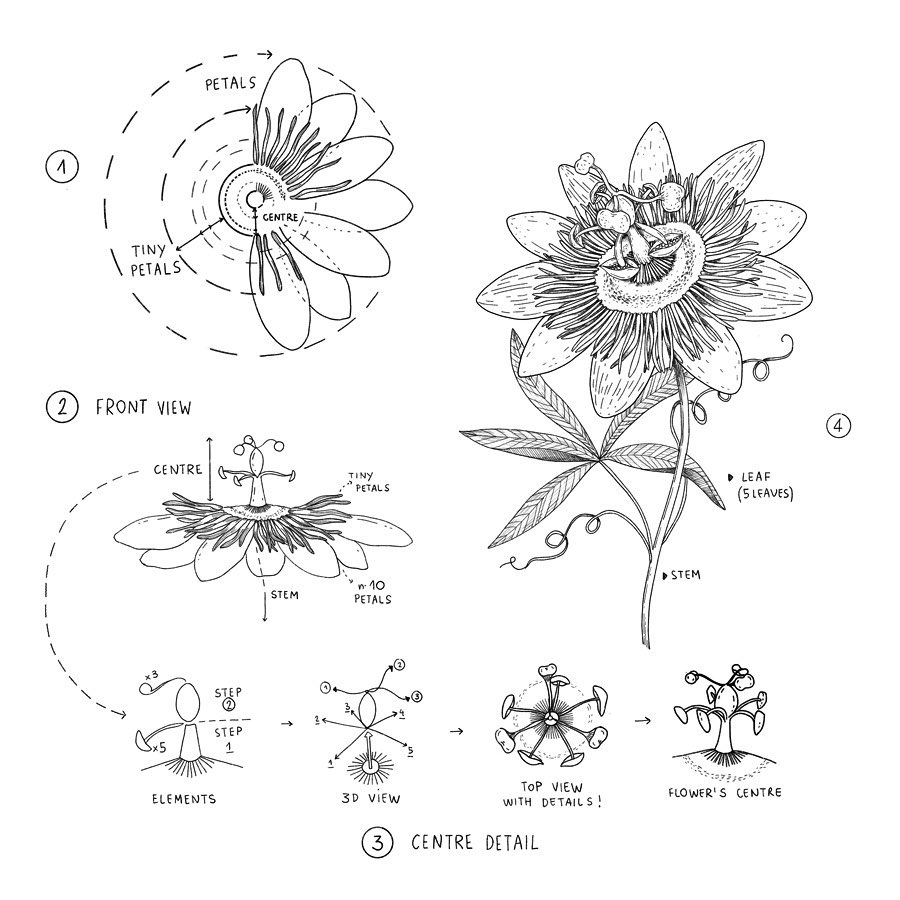 1
PETALS
CENTRE
TINY
PETALS
2 FRONT VIEW
CENTRE
TINY
PETALS
STEM
n·10
PETALS
4
LEAF
(5 LEAVES)
STEM
x3
STEP
2
STEP
1
x5
ELEMENTS
1
2
3
3
2
4
1
5
3D VIEW
TOP VIEW
WITH DETAILS!
FLOWER'S CENTRE
3 CENTRE DETAIL